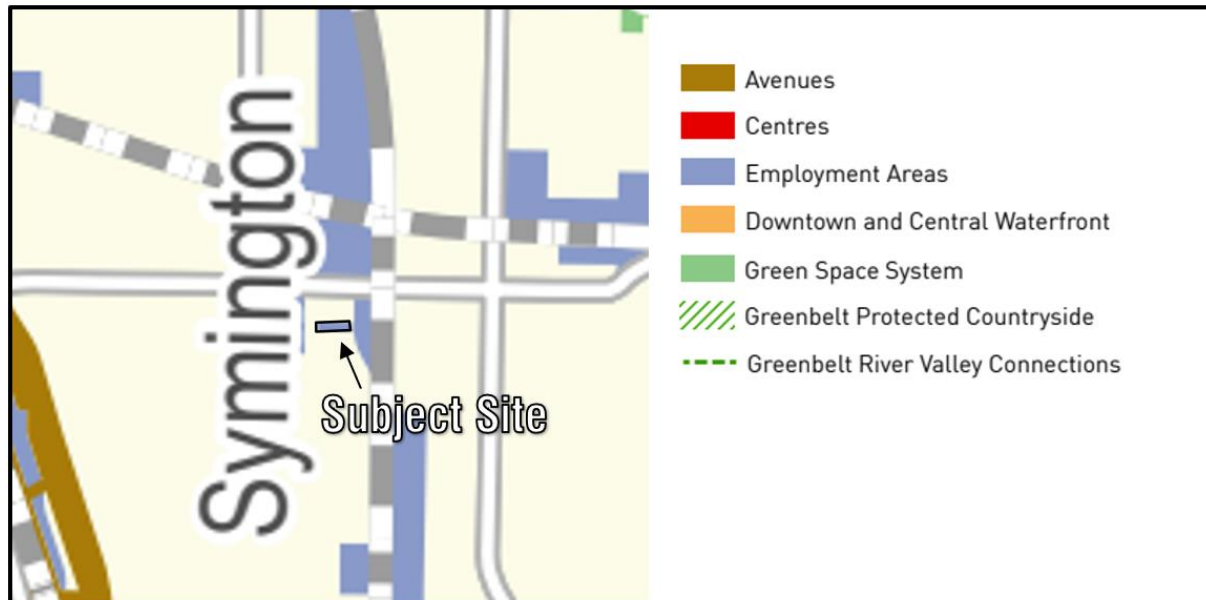 Symington
Subject Site
Avenues
Centres
Employment Areas
Downtown and Central Waterfront
Green Space System
Greenbelt Protected Countryside
Greenbelt River Valley Connections